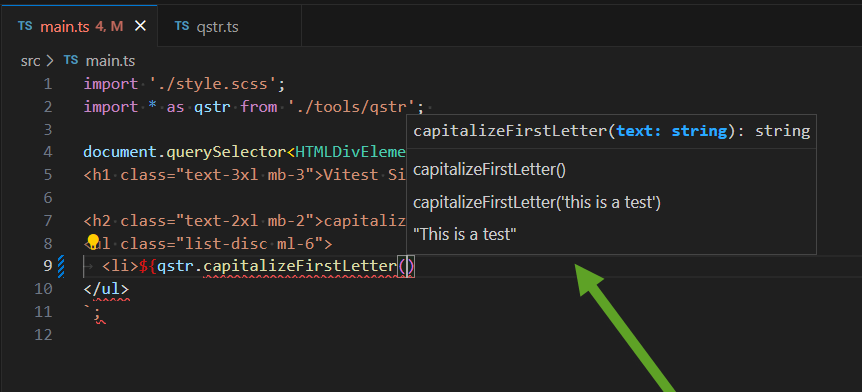 TS main.ts 4, M × TS qstr.ts
src > TS main.ts
1 import './style.scss';
2 import * as qstr from './tools/qstr';
3
4 document.querySelector<HTMLDivEleme
5 <h1 class="text-3xl mb-3">Vitest Si
6
7 <h2 class="text-2xl mb-2">capitaliz
8 <ul class="list-disc ml-6">
9 <li>${qstr.capitalizeFirstLetter()
10 </ul>
11 `;
12
capitalizeFirstLetter(text: string): string
capitalizeFirstLetter()
capitalizeFirstLetter('this is a test')
"This is a test"